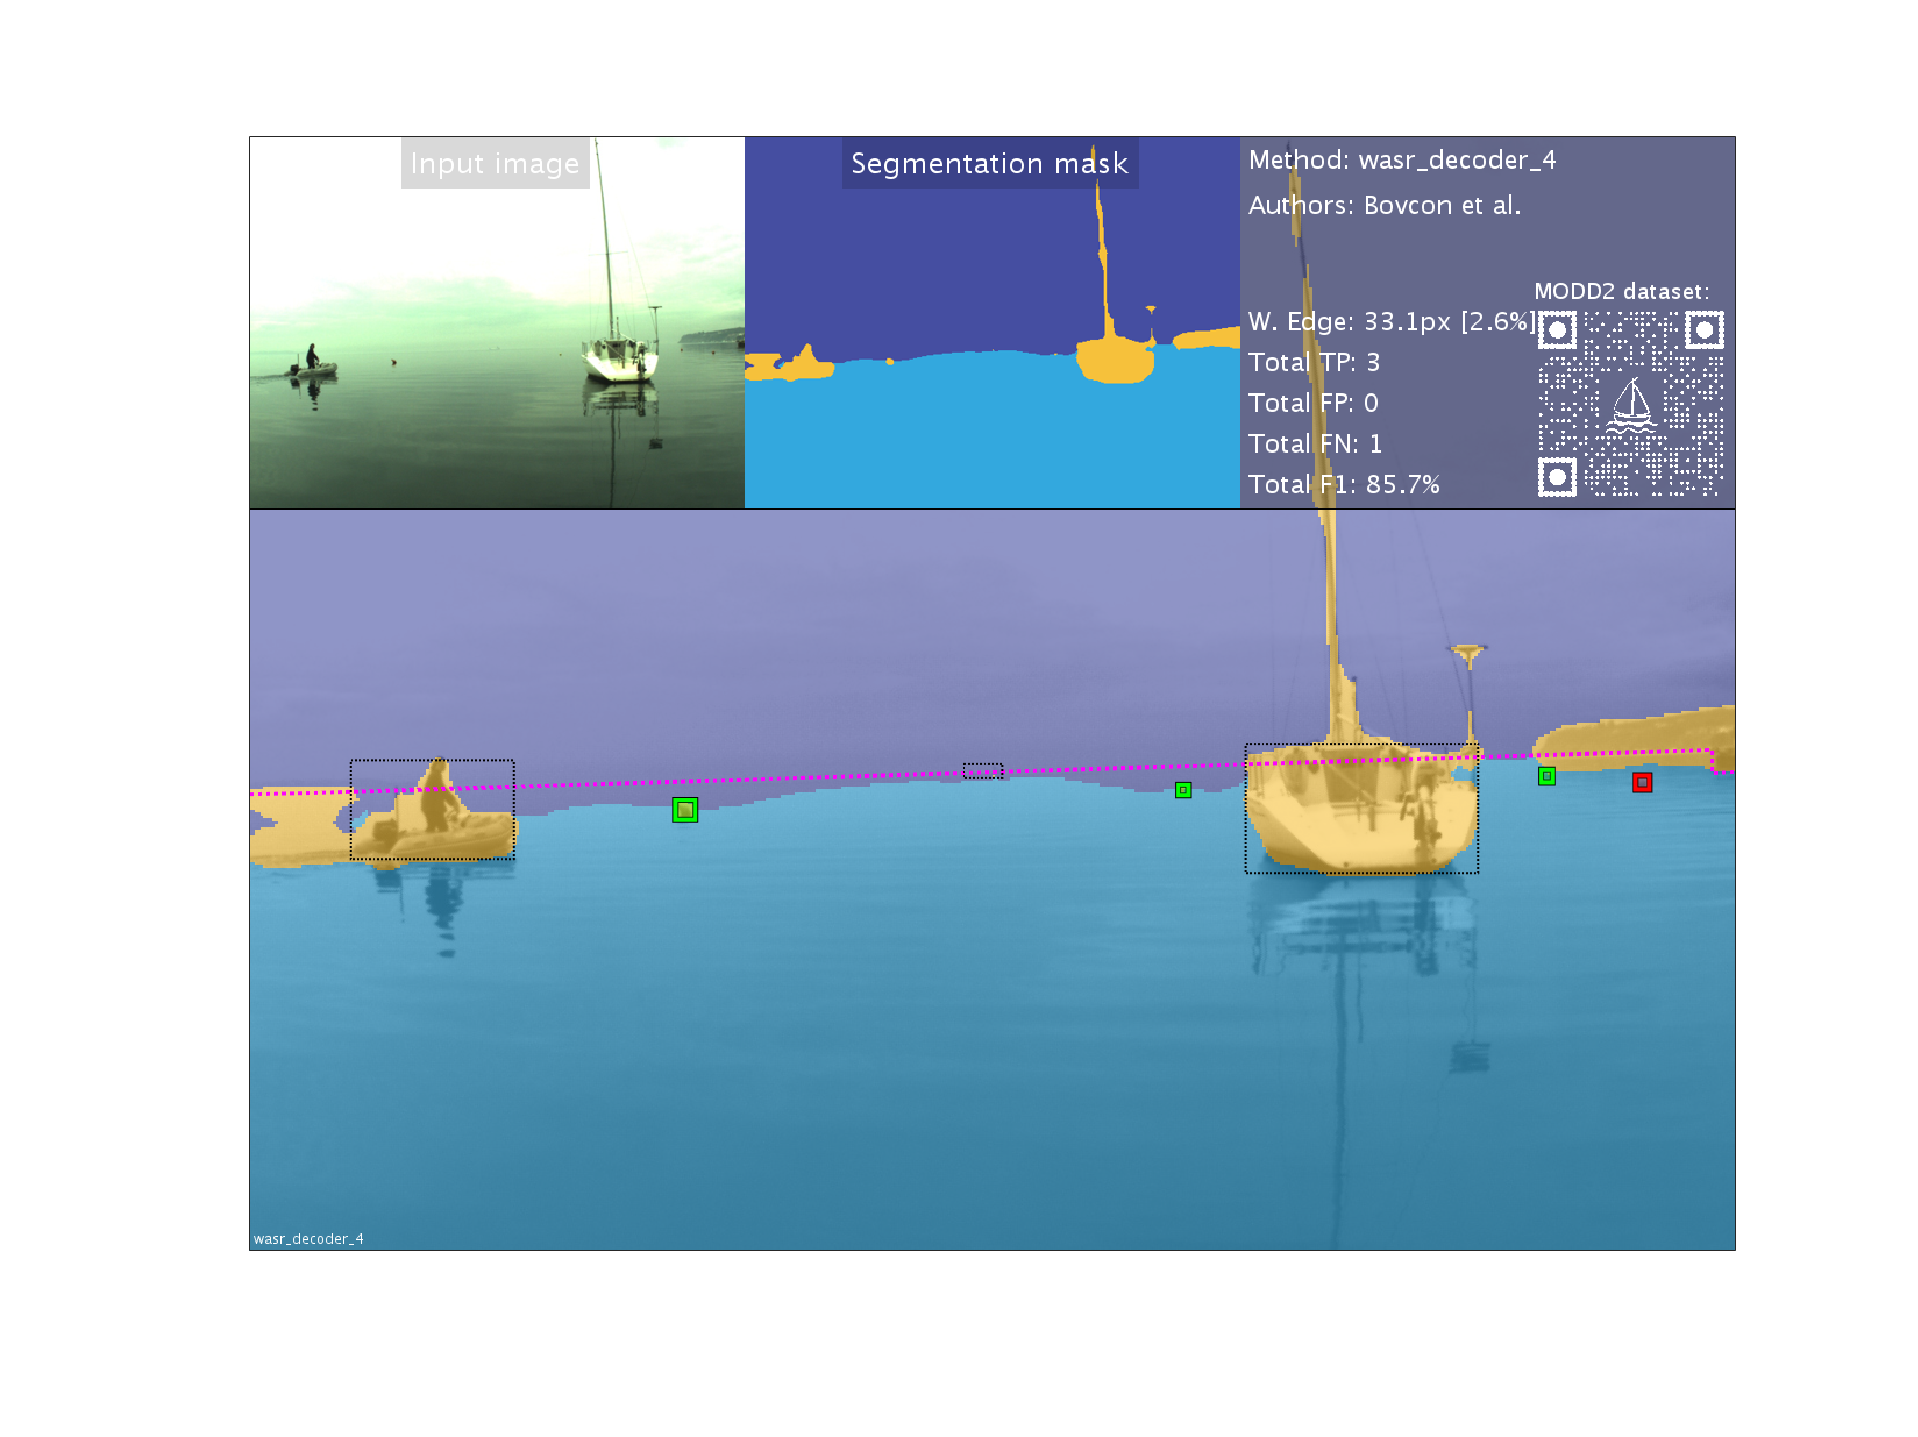 Input image
Segmentation mask
Method: wasr_decoder_4
Authors: Bovcon et al.
MODD2 dataset:
W. Edge: 33.1px [2.6%]
Total TP: 3
Total FP: 0
Total FN: 1
Total F1: 85.7%
wasr_decoder_4